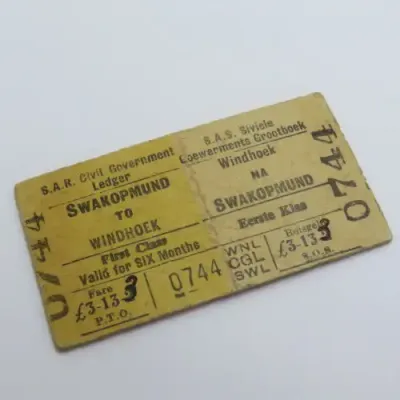 0744
S.A.R. Civil Government
Ledger
SWAKOPMUND
TO
WINDHOEK
First Class
Valid for Six Months
Fare
£3-13 3
P.T.O.
0744
S.A.S. Siviele
Goewerments Grootboek
Windhoek
NA
SWAKOPMUND
Eerste Klas
WNL
CGL
SWL
£3-13 3
S.O.S.
0744